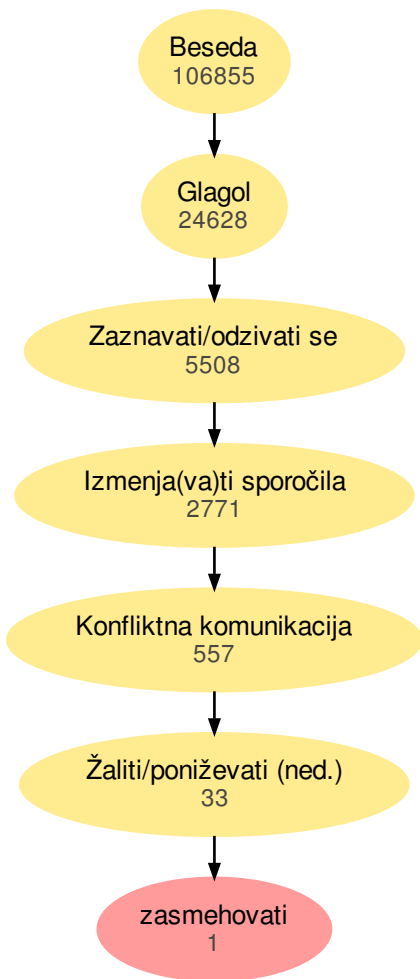 Beseda
106855
Glagol
24628
Zaznavati/odzivati se
5508
Izmenja(va)ti sporočila
2771
Konfliktna komunikacija
557
Žaliti/poniževati (ned.)
33
zasmehovati
1